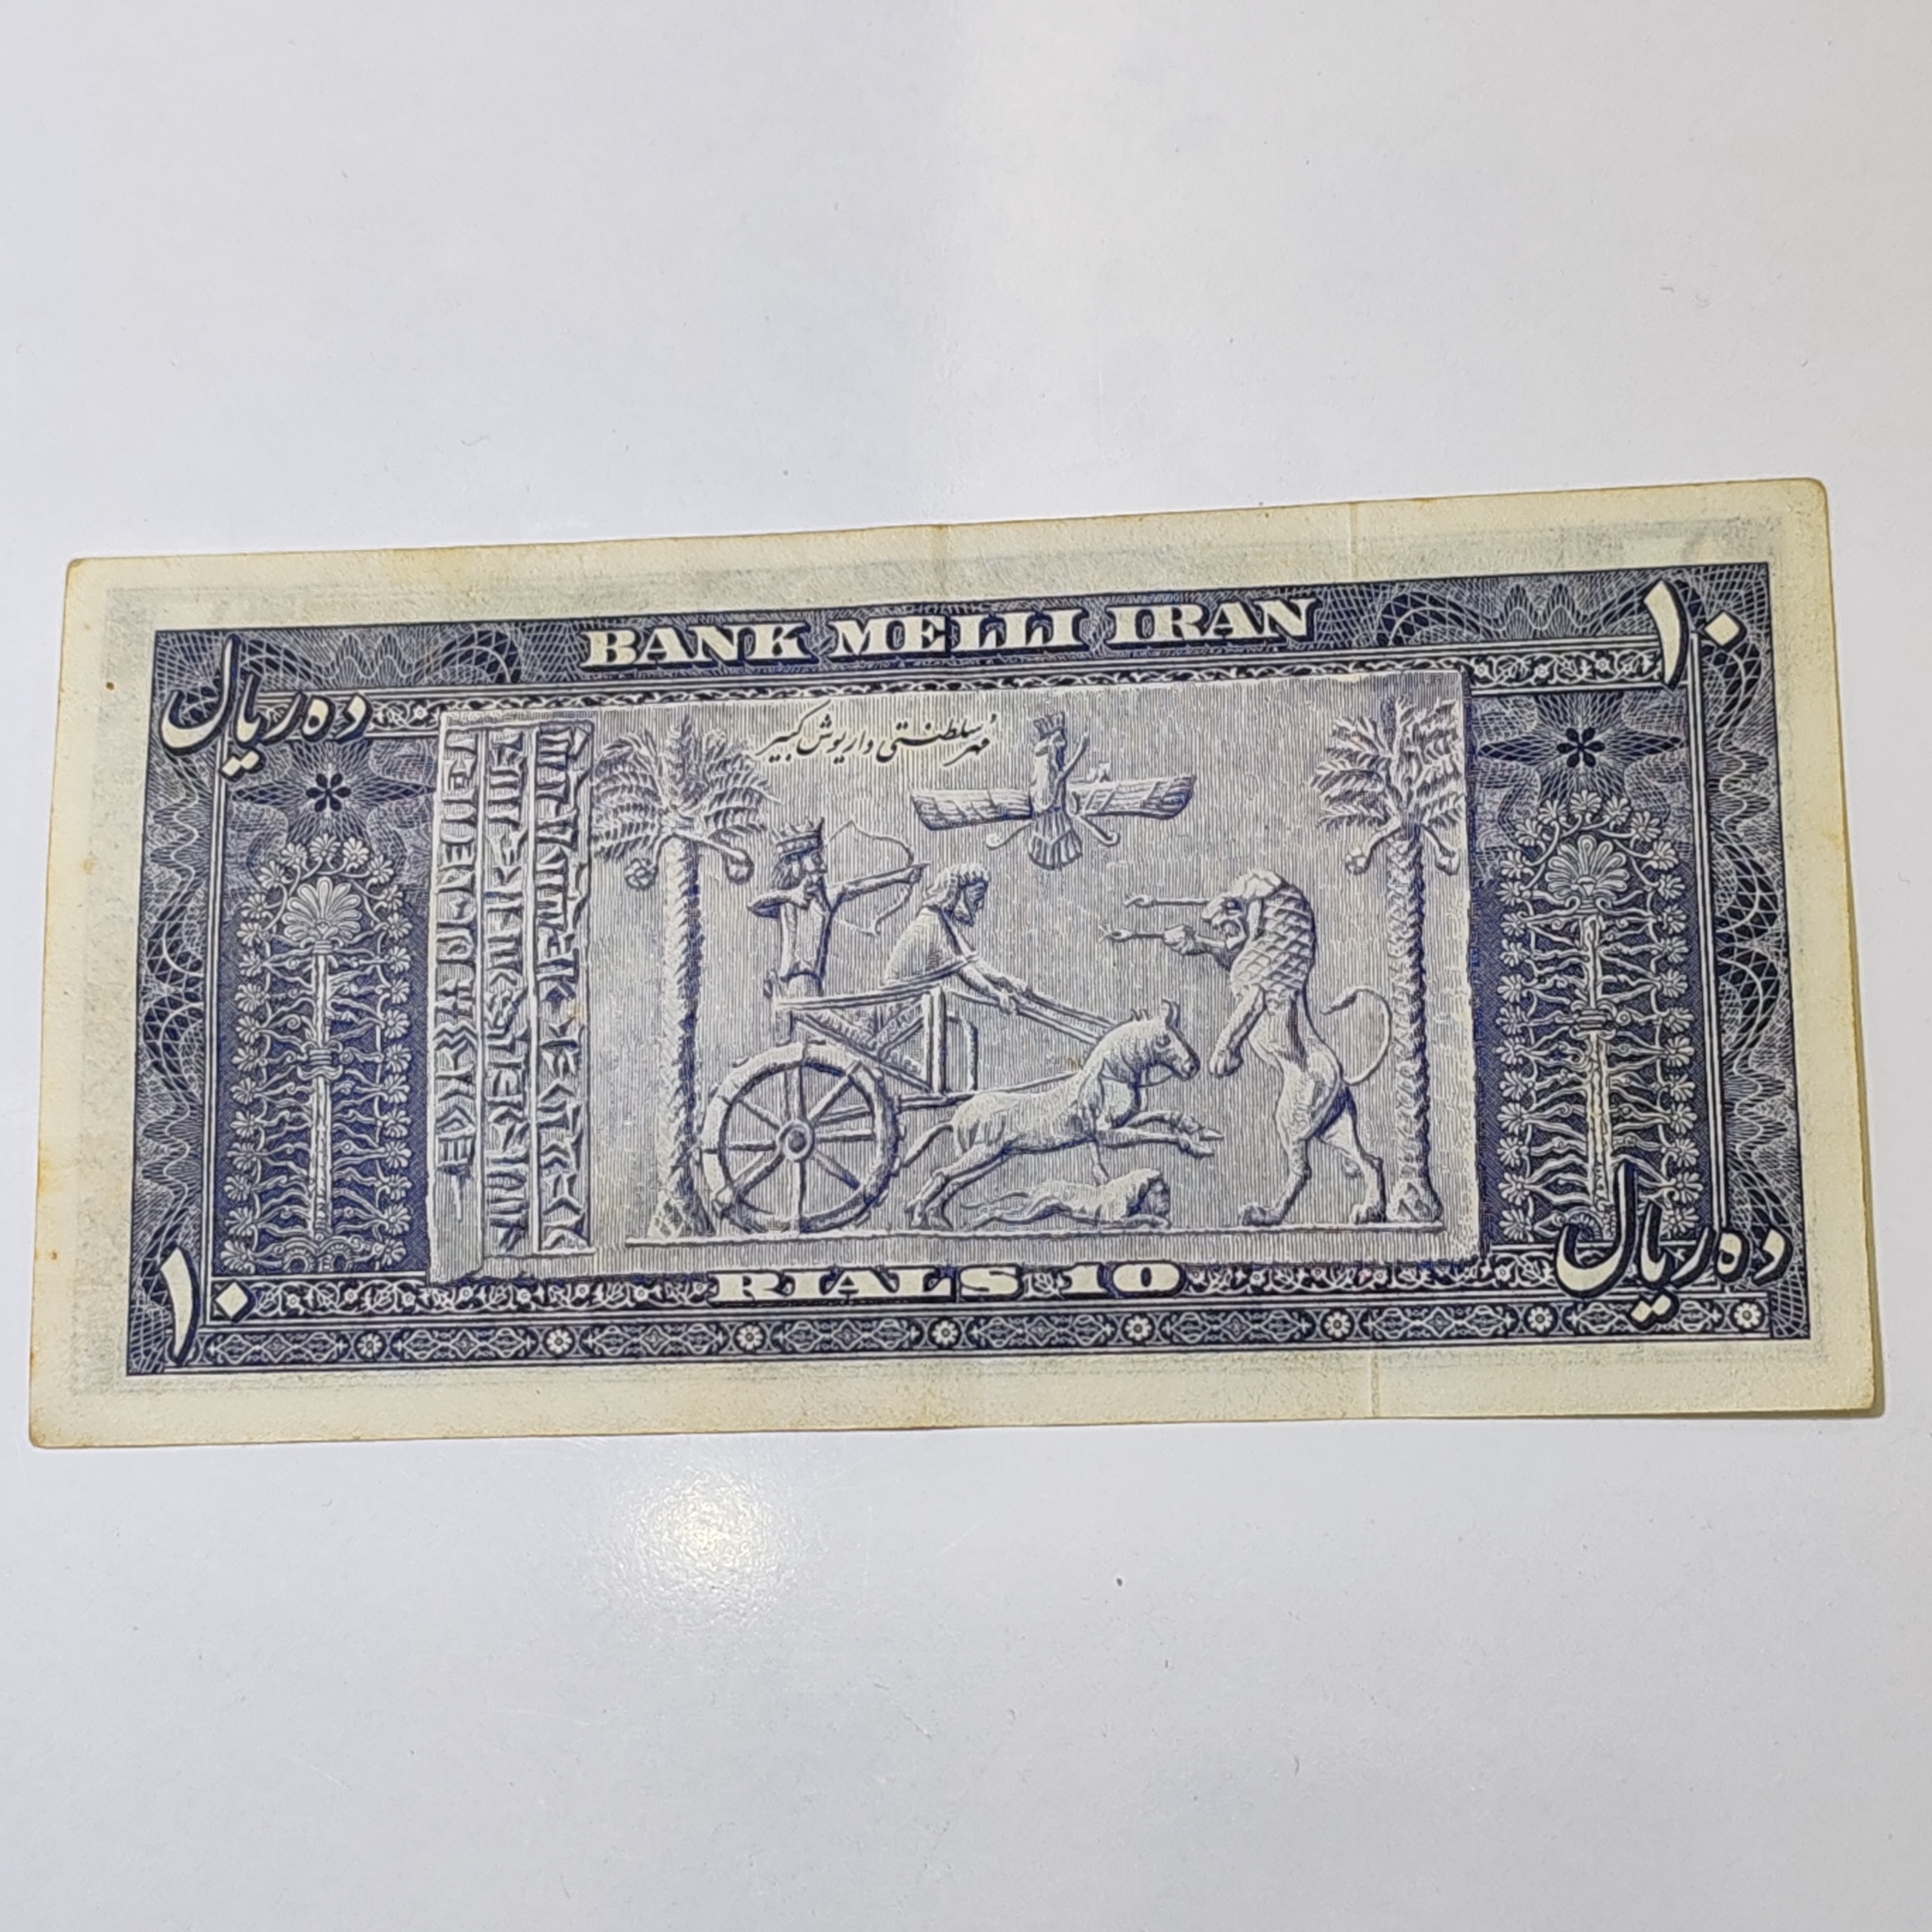 BANK MELLI IRAN
۱۰
ده ریال
مهر سلطنتی داریوش کبیر
RIALS 10
۱۰
ده ریال